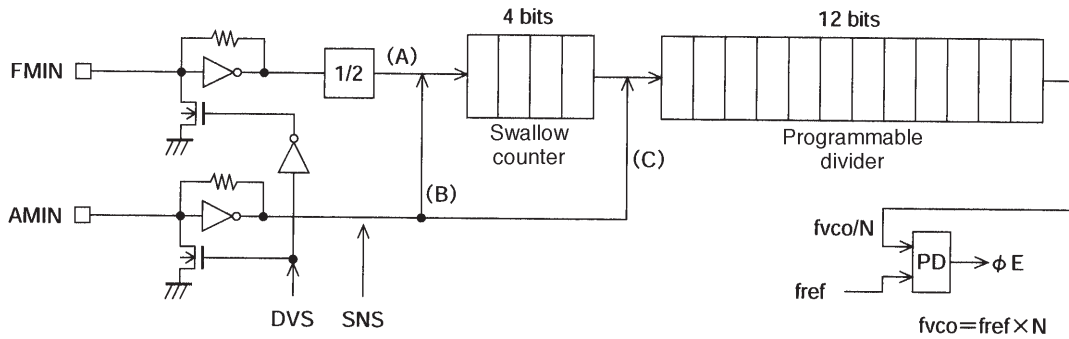 4 bits
12 bits
FMIN
1/2
(A)
Swallow
counter
Programmable
divider
(C)
(B)
AMIN
fvco/N
PD
φE
fref
DVS
SNS
fvco=fref×N